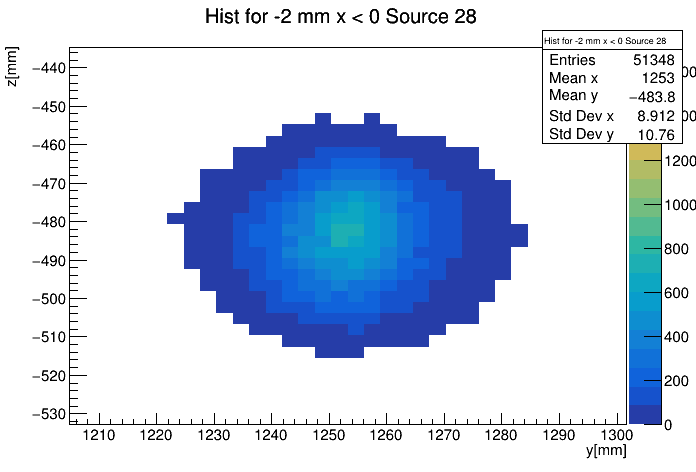 Hist for -2 mm x < 0 Source 28
Hist for -2 mm x < 0 Source 28
Entries 51348
Mean x 1253
Mean y −483.8
Std Dev x 8.912
Std Dev y 10.76
z[mm]
−440
−450
−460
−470
−480
−490
−500
−510
−520
−530
1210 1220 1230 1240 1250 1260 1270 1280 1290 1300
y[mm]
1200
1000
800
600
400
200
0